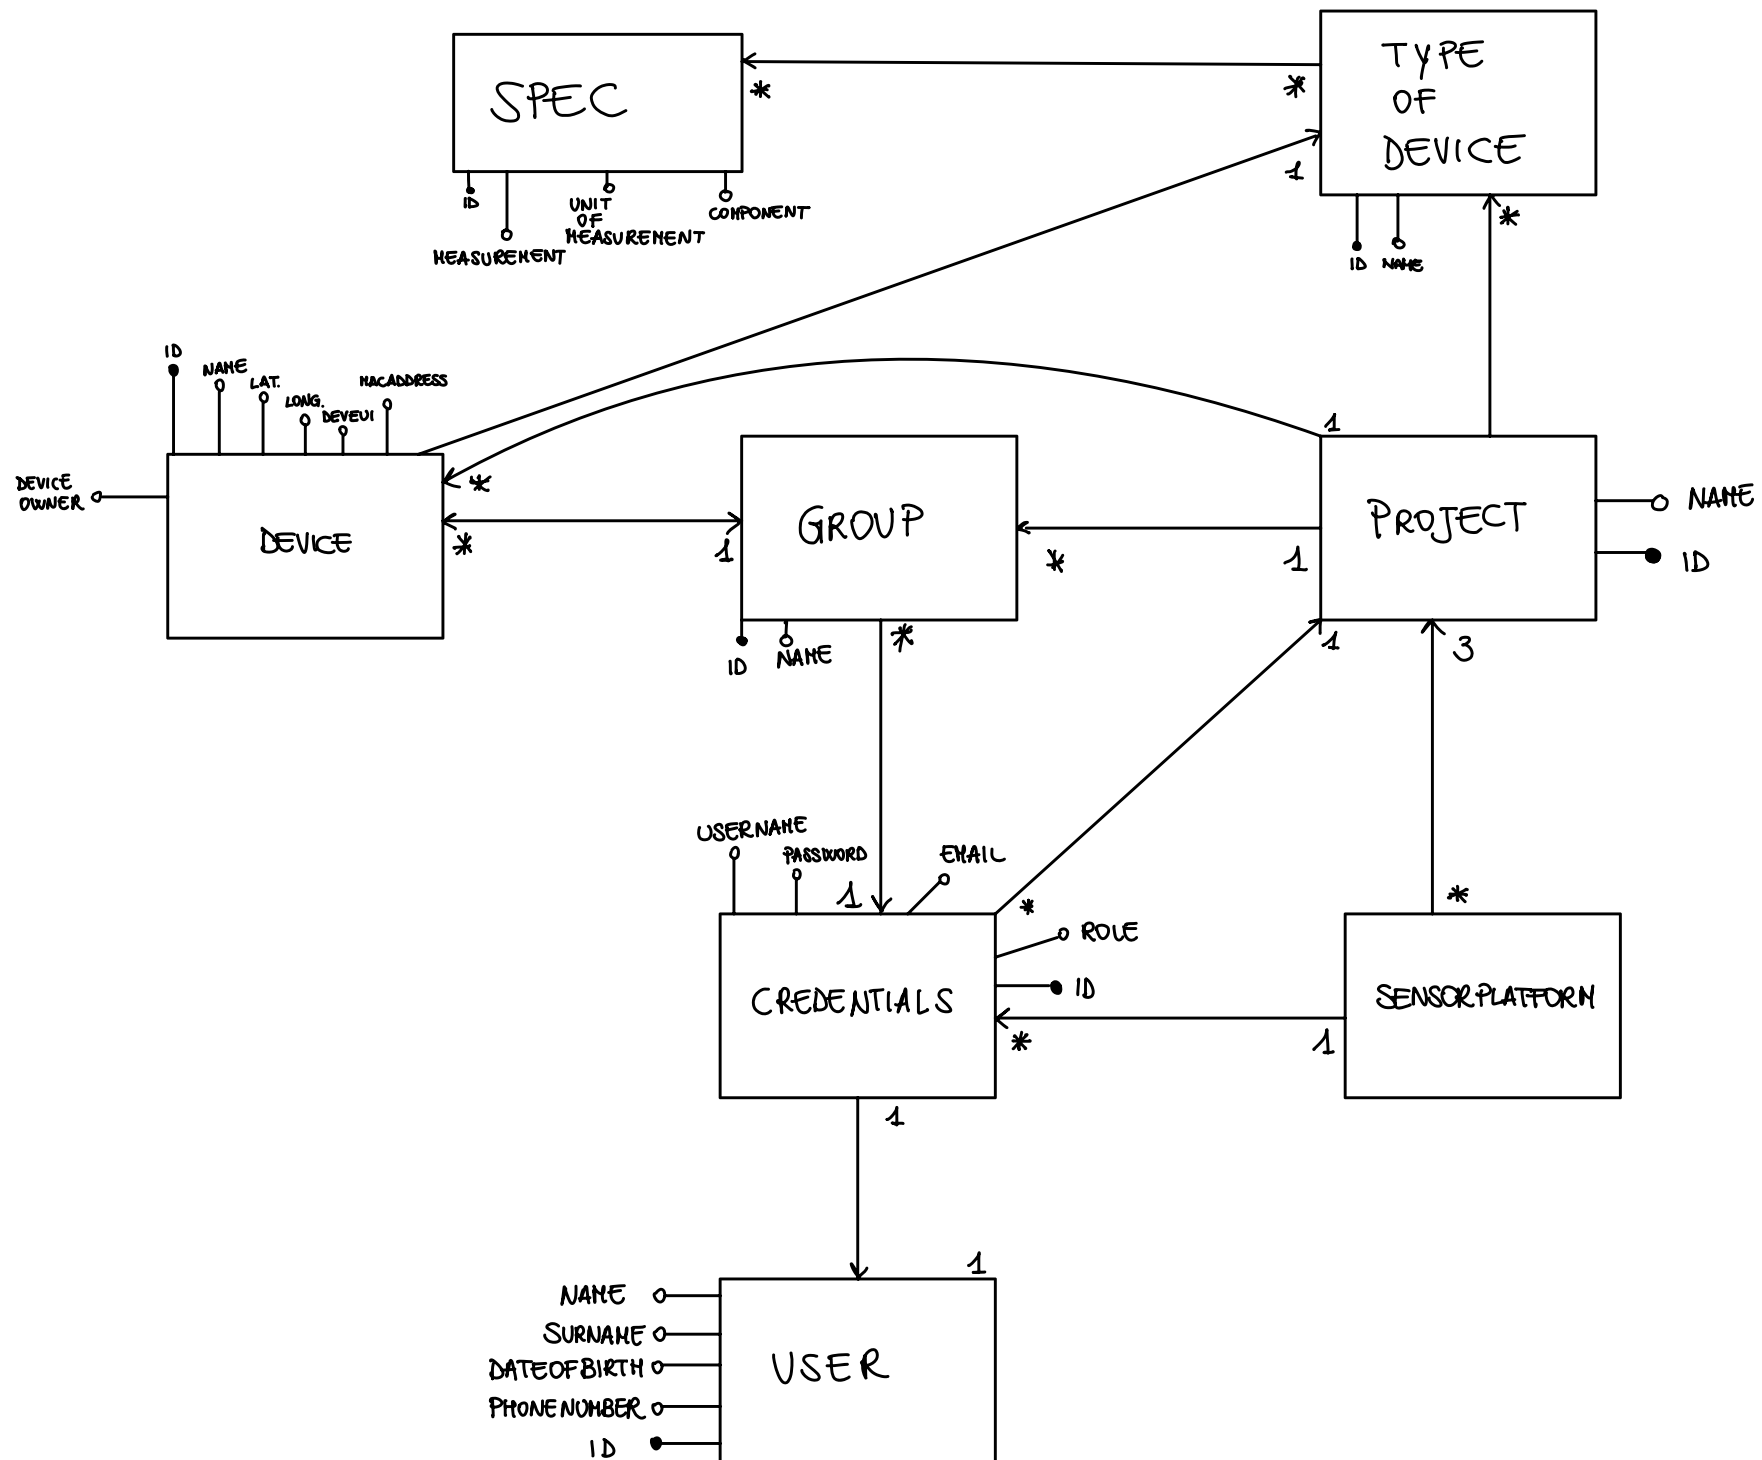 SPEC
*
*
TYPE
OF
DEVICE
1
*
ID
MEASUREMENT
UNIT
OF
MEASUREMENT
COMPONENT
ID
NAME
ID
NAME
LAT.
LONG.
DEVEUI
MACADDRESS
DEVICE
OWNER
DEVICE
*
*
1
GROUP
*
1
1
PROJECT
NAME
ID
ID
NAME
*
1
3
USERNAME
PASSWORD
1
EMAIL
*
ROLE
ID
CREDENTIALS
*
1
*
SENSORPLATFORM
1
1
NAME
SURNAME
DATEOFBIRTH
PHONENUMBER
ID
USER